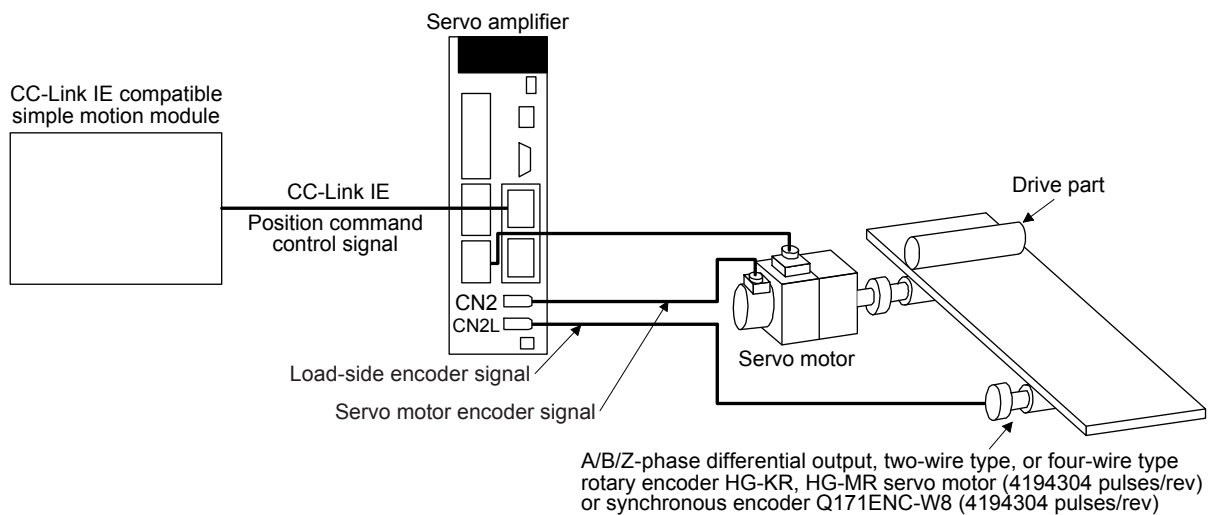 Servo amplifier
CC-Link IE compatible
simple motion module
CC-Link IE
Position command
control signal
Drive part
CN2
CN2L
Servo motor
Load-side encoder signal
Servo motor encoder signal
A/B/Z-phase differential output, two-wire type, or four-wire type
rotary encoder HG-KR, HG-MR servo motor (4194304 pulses/rev)
or synchronous encoder Q171ENC-W8 (4194304 pulses/rev)